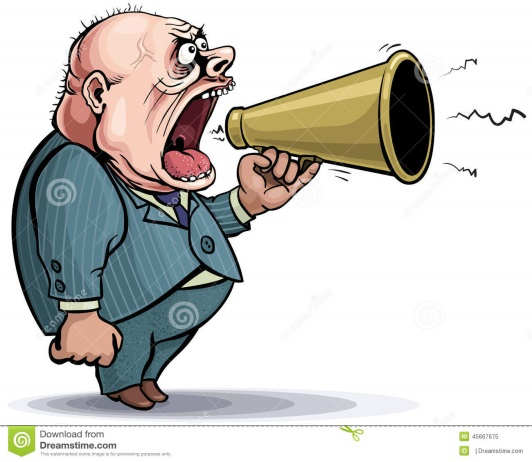 Download from
Dreamstime.com
This watermarked comp image is for previewing purposes only.
45667675
| Dreamstime.com